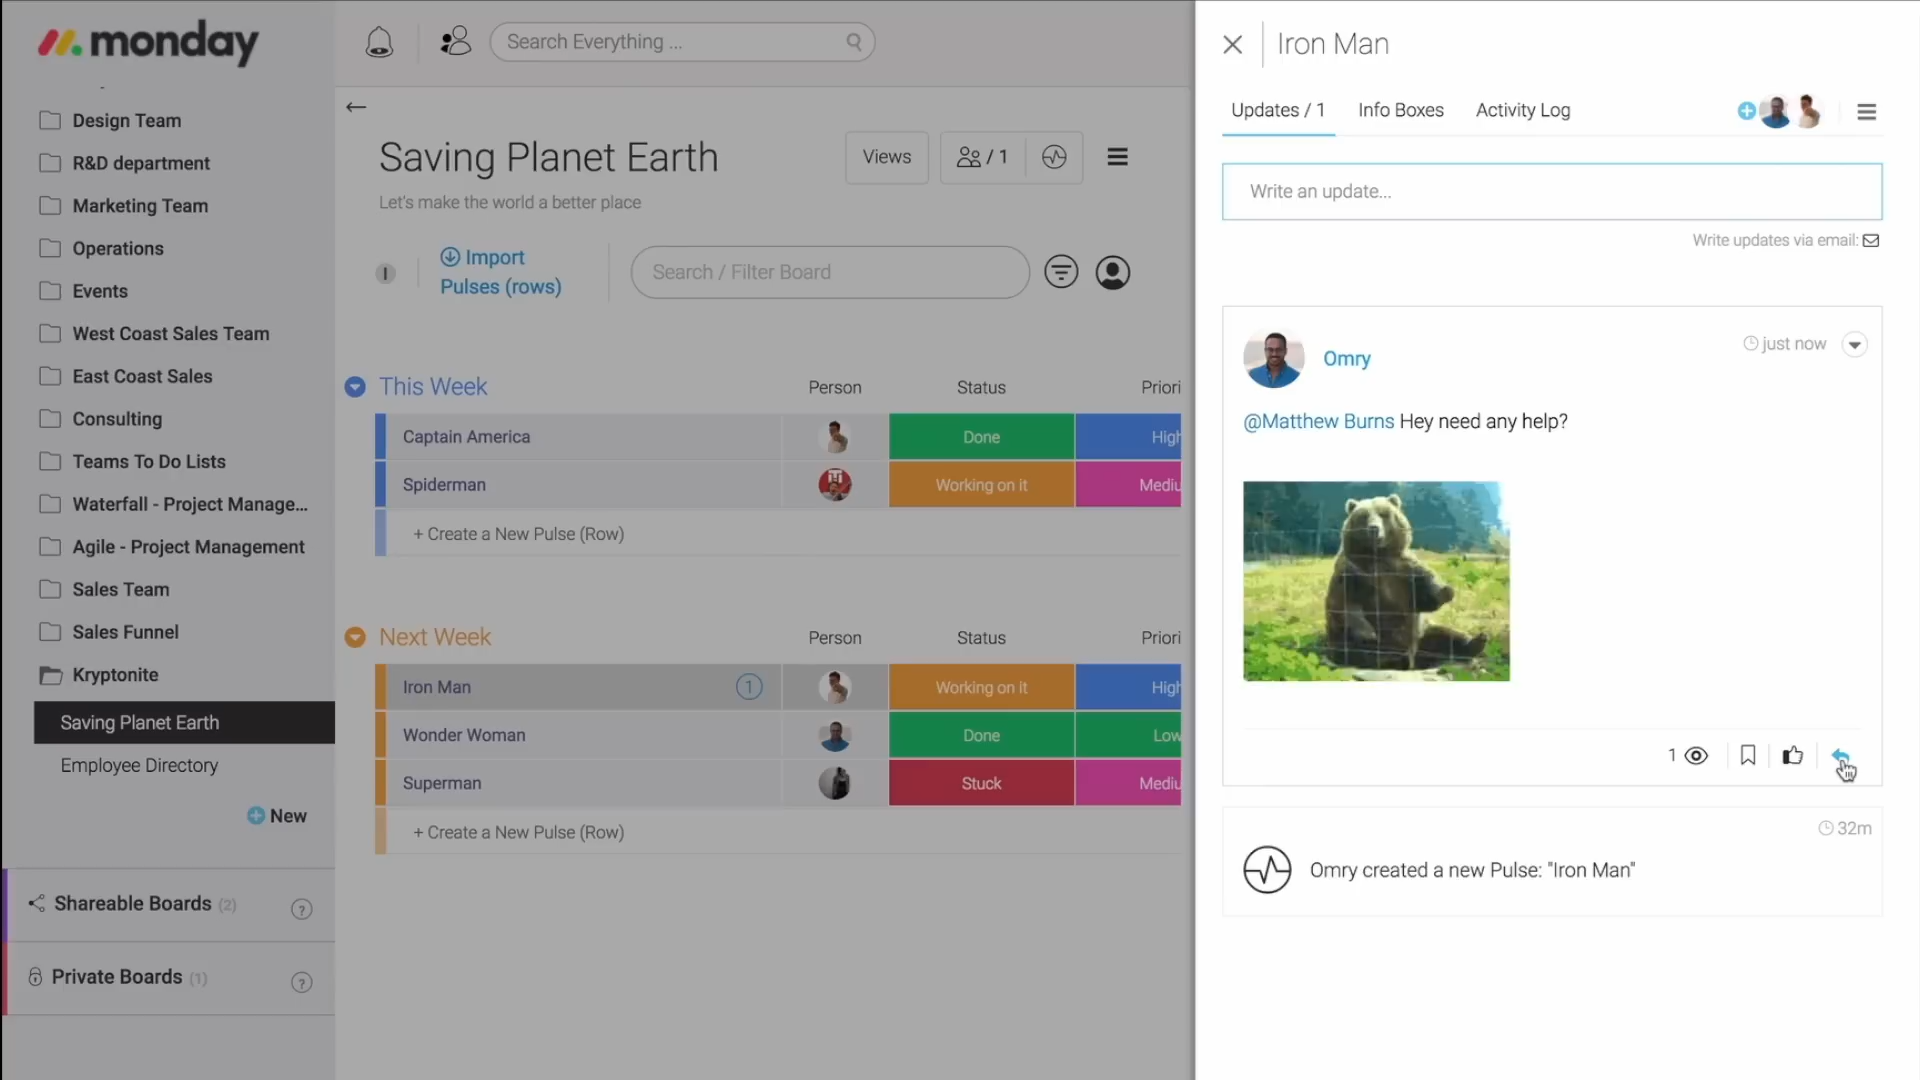 monday
Search Everything ...
Design Team
R&D department
Marketing Team
Operations
Events
West Coast Sales Team
East Coast Sales
Consulting
Teams To Do Lists
Waterfall - Project Manage...
Agile - Project Management
Sales Team
Sales Funnel
Kryptonite
Saving Planet Earth
Employee Directory
New
Shareable Boards (2)
?
Private Boards (1)
?
Saving Planet Earth
Views
/ 1
Let's make the world a better place
Import
Pulses (rows)
Search / Filter Board
This Week
Person
Status
Priori
Captain America
Done
High
Spiderman
Working on it
Mediu
+ Create a New Pulse (Row)
Next Week
Person
Status
Priori
Iron Man
1
Working on it
High
Wonder Woman
Done
Low
Superman
Stuck
Mediu
+ Create a New Pulse (Row)
Iron Man
Updates / 1
Info Boxes
Activity Log
Write an update...
Write updates via email:
Omry
just now
@Matthew Burns Hey need any help?
1
32m
Omry created a new Pulse: "Iron Man"